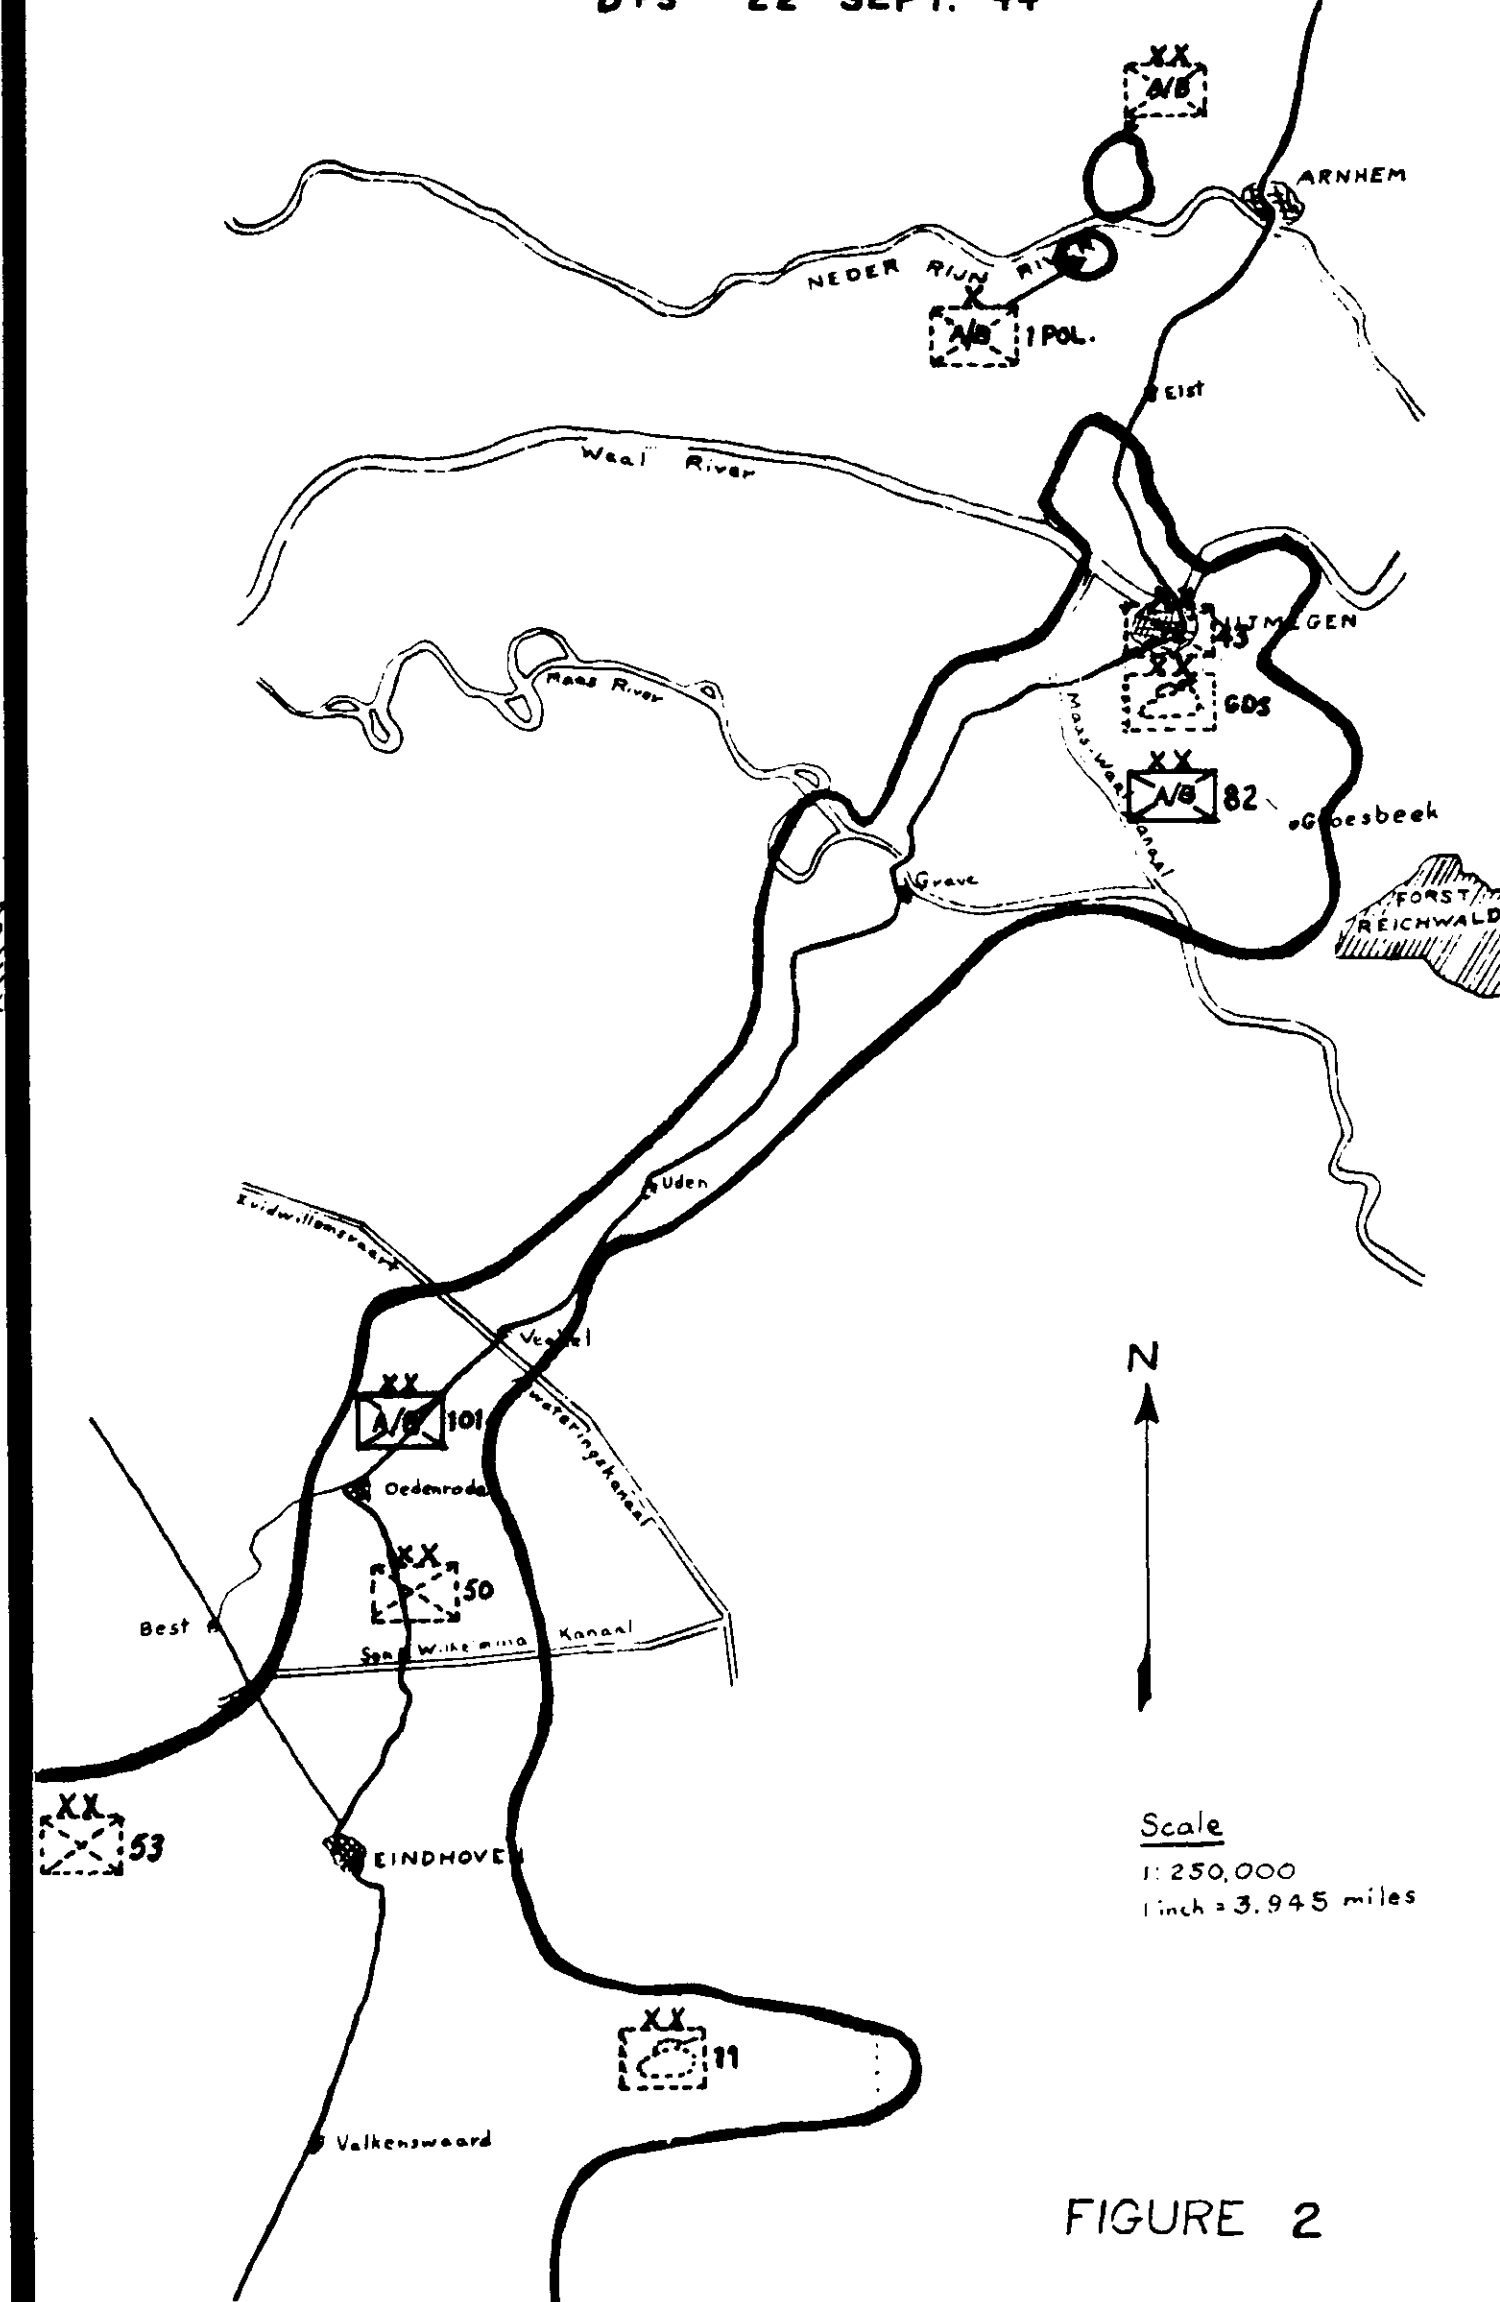 22 SEPT. 44
XX
A/B
ARNHEM
NEDER RIJN RIVER
X
A/B 1 POL.
Elst
Waal River
NIJMEGEN
43
XX
GDS
Maas River
Maas-Waal Kanaal
XX
A/B 82
Groesbeek
Grave
FORST
REICHWALD
Uden
Zuidwillemsvaart
Veghel
XX
A/B 101
wateringskanaal
Oedenrode
XX
50
Best
Son Wilhelmina Kanaal
N
XX
53
EINDHOVEN
Scale
1:250,000
1 inch = 3.945 miles
XX
11
Valkenswaard
FIGURE 2